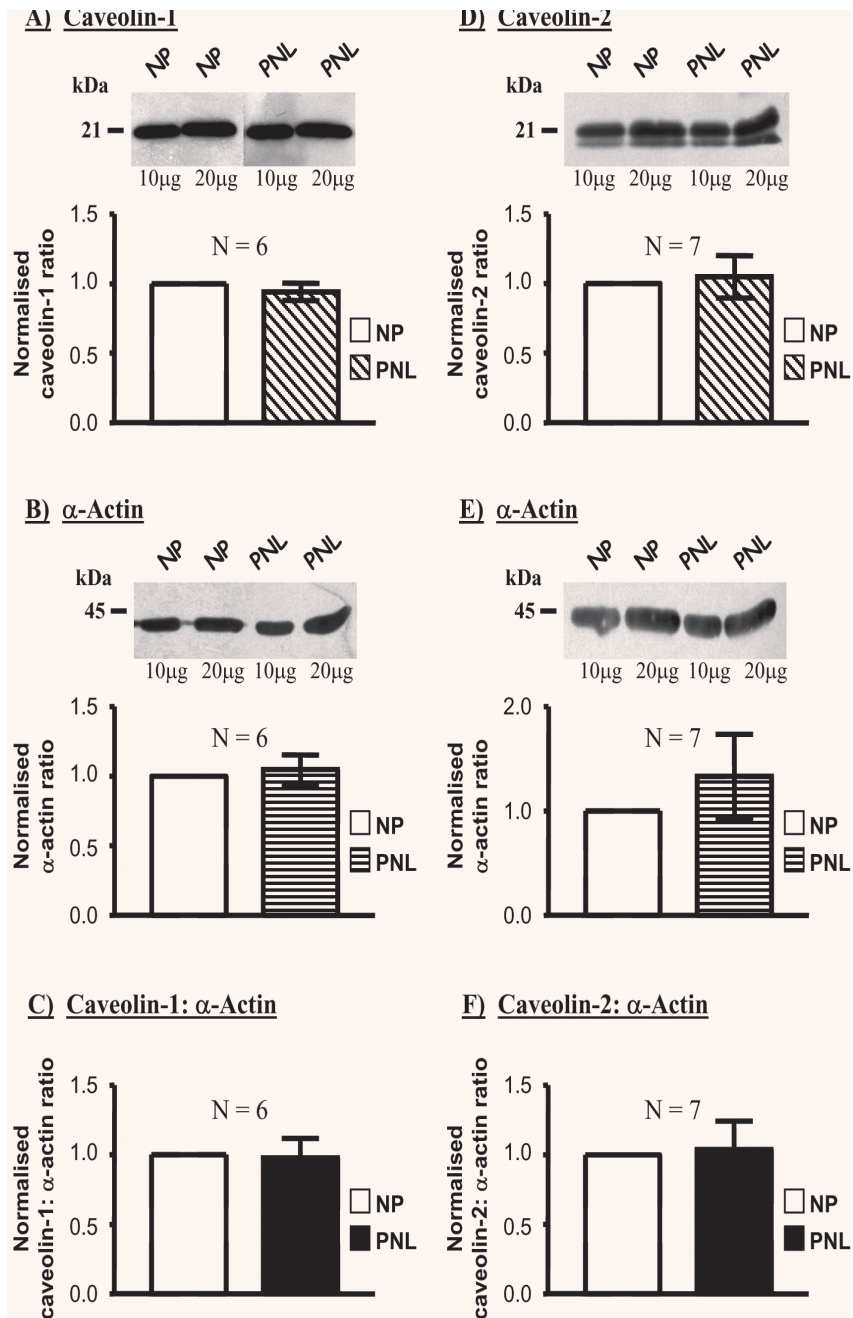 A) Caveolin-1
NP NP PNL PNL
kDa
21
10µg 20µg 10µg 20µg
Normalised
caveolin-1 ratio
1.5
1.0
0.5
0.0
N = 6
NP
PNL
B) α-Actin
NP NP PNL PNL
kDa
45
10µg 20µg 10µg 20µg
Normalised
α-actin ratio
1.5
1.0
0.5
0.0
N = 6
NP
PNL
C) Caveolin-1: α-Actin
Normalised
caveolin-1: α-actin ratio
1.5
1.0
0.5
0.0
N = 6
NP
PNL
D) Caveolin-2
NP NP PNL PNL
kDa
21
10µg 20µg 10µg 20µg
Normalised
caveolin-2 ratio
1.5
1.0
0.5
0.0
N = 7
NP
PNL
E) α-Actin
NP NP PNL PNL
kDa
45
10µg 20µg 10µg 20µg
Normalised
α-actin ratio
2.0
1.0
0.0
N = 7
NP
PNL
F) Caveolin-2: α-Actin
Normalised
caveolin-2: α-actin ratio
1.5
1.0
0.5
0.0
N = 7
NP
PNL